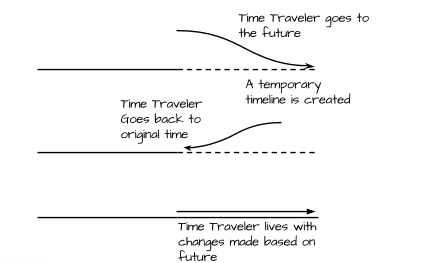 Time Traveler goes to
the future
A temporary
timeline is created
Time Traveler
Goes back to
original time
Time Traveler lives with
changes made based on
future